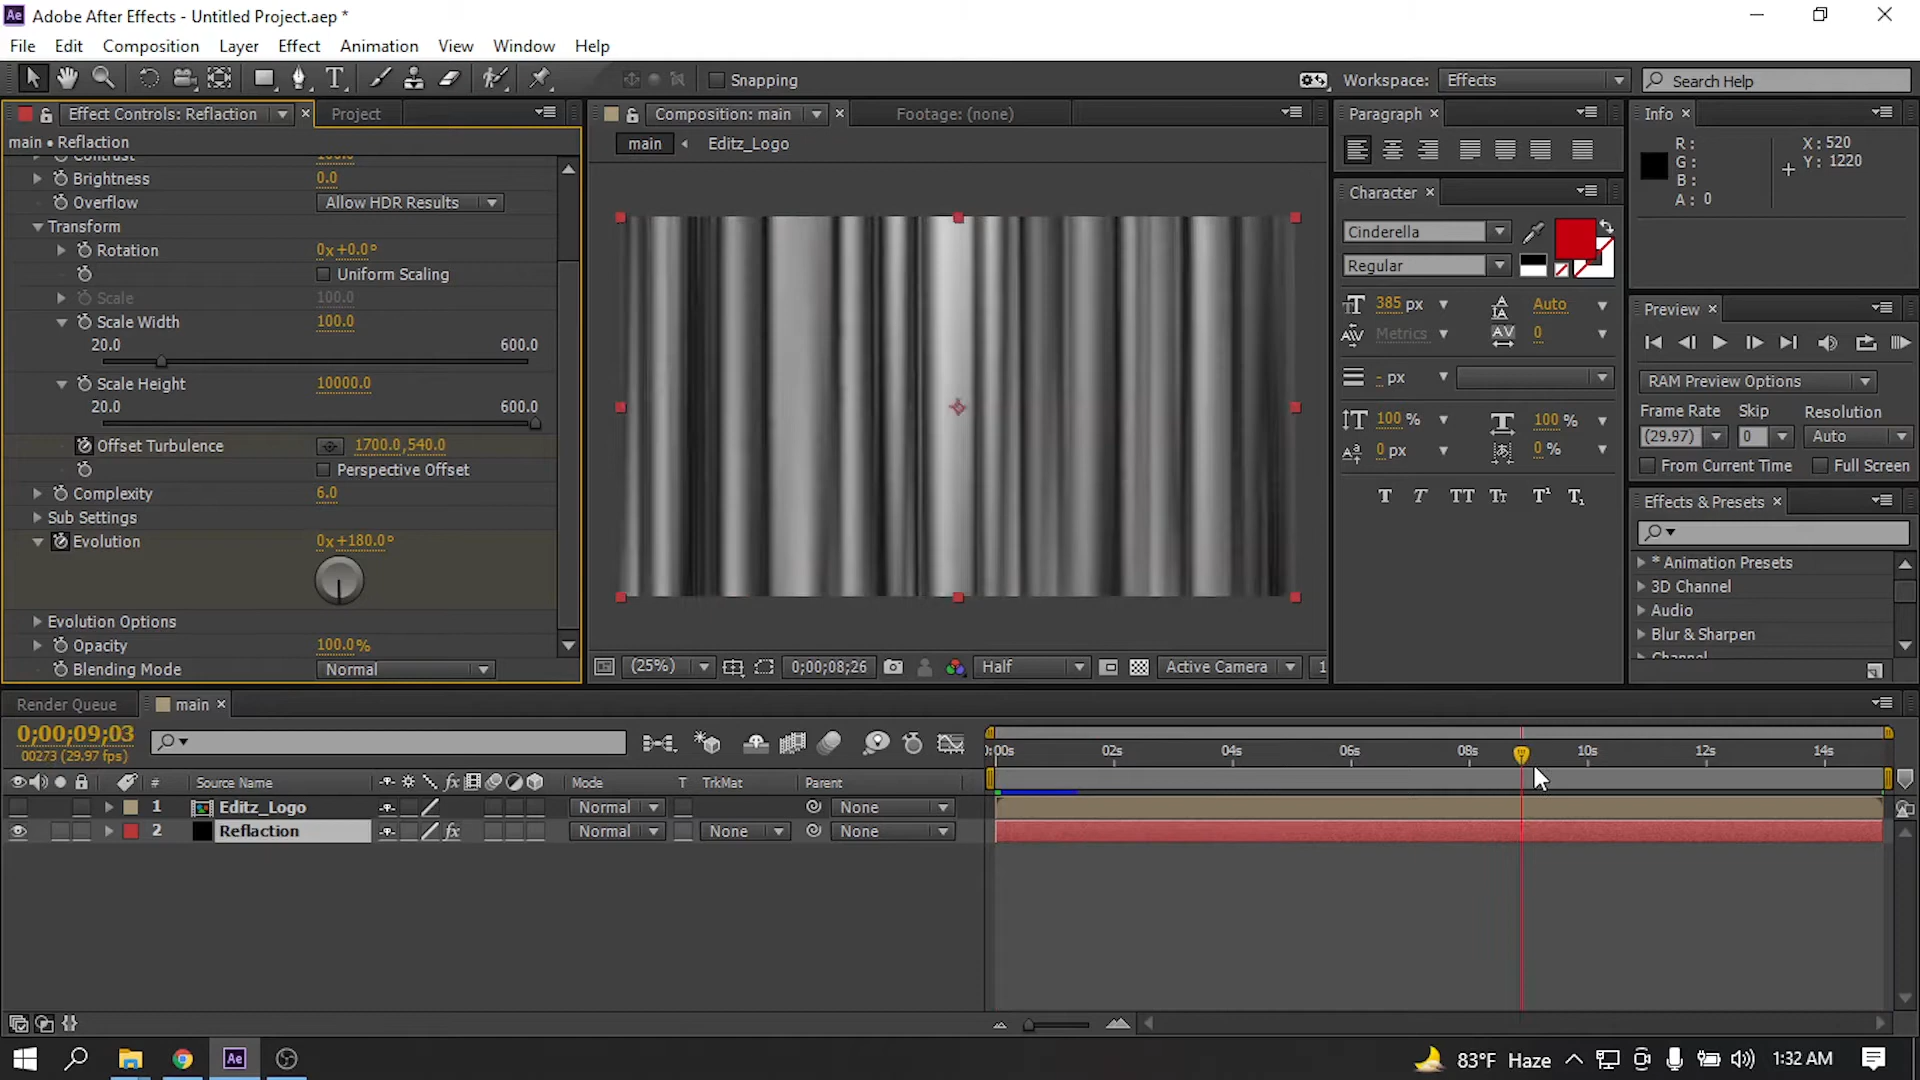 Adobe After Effects - Untitled Project.aep *
File Edit Composition Layer Effect Animation View Window Help
Snapping
Workspace: Effects
Search Help
Effect Controls: Reflaction
Project
main • Reflaction
Contrast 100.0
Brightness 0.0
Overflow Allow HDR Results
Transform
Rotation 0x+0.0°
Uniform Scaling
Scale 100.0
Scale Width 100.0
20.0 600.0
Scale Height 10000.0
20.0 600.0
Offset Turbulence 1700.0,540.0
Perspective Offset
Complexity 6.0
Sub Settings
Evolution 0x+180.0°
Evolution Options
Opacity 100.0%
Blending Mode Normal
Composition: main
Footage: (none)
main Editz_Logo
(25%) 0;00;08;26 Half Active Camera 1
Paragraph
Character
Cinderella
Regular
385 px Auto
Metrics 0
- px
100 % 100 %
0 px 0 %
T T TT Tr T¹ T₁
Info
R:
G:
B:
A: 0
X: 520
Y: 1220
Preview
RAM Preview Options
Frame Rate Skip Resolution
(29.97) 0 Auto
From Current Time Full Screen
Effects & Presets
* Animation Presets
3D Channel
Audio
Blur & Sharpen
Channel
Render Queue main
0;00;09;03
00273 (29.97 fps)
:00s 02s 04s 06s 08s 10s 12s 14s
# Source Name fx Mode T TrkMat Parent
1 Editz_Logo Normal None
2 Reflaction fx Normal None None
Ae
83°F Haze
1:32 AM